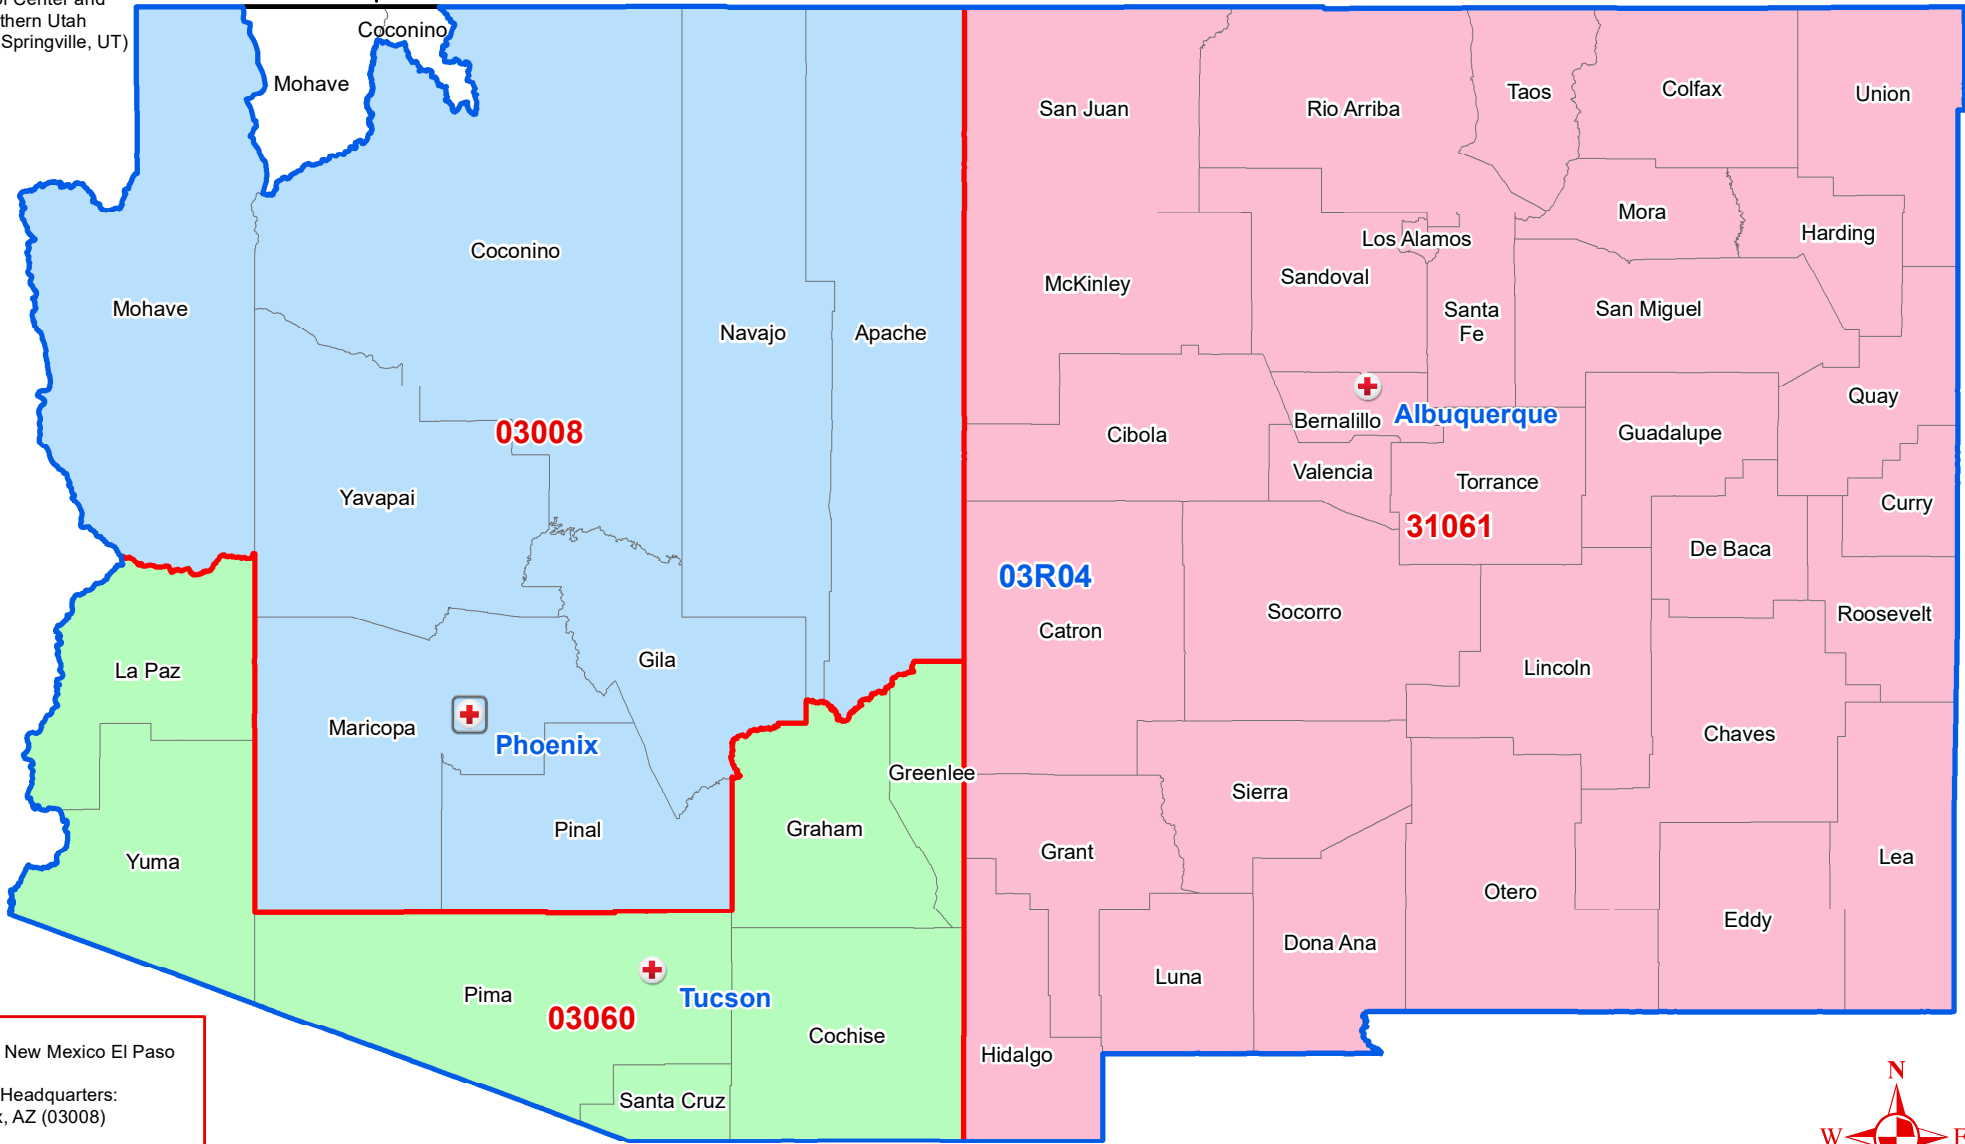 ol Center and
thern Utah
Springville, UT)
Coconino
Mohave
San Juan
Rio Arriba
Taos
Colfax
Union
Mora
Harding
Los Alamos
Coconino
Sandoval
McKinley
Mohave
Santa
Fe
San Miguel
Navajo
Apache
Quay
Albuquerque
Bernalillo
03008
Cibola
Guadalupe
Valencia
Torrance
Yavapai
Curry
31061
De Baca
03R04
Socorro
Roosevelt
Catron
Gila
Lincoln
La Paz
Maricopa
Phoenix
Chaves
Greenlee
Sierra
Pinal
Graham
Grant
Lea
Yuma
Otero
Eddy
Dona Ana
Luna
Pima
Tucson
03060
Cochise
New Mexico El Paso
Hidalgo
N
Headquarters:
x, AZ (03008)
Santa Cruz
W
E